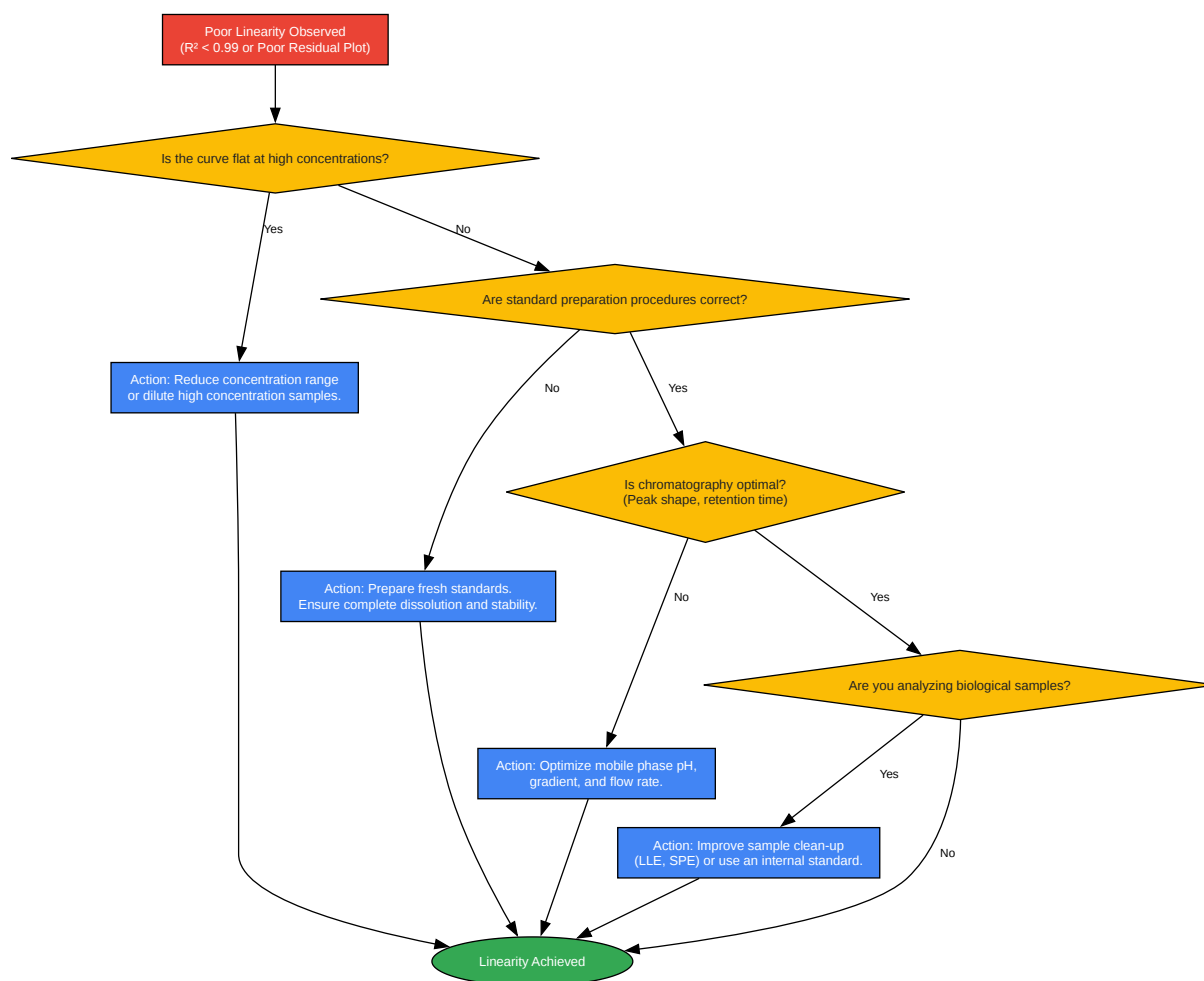 Poor Linearity Observed
(R² < 0.99 or Poor Residual Plot)
Is the curve flat at high concentrations?
Yes
No
Are standard preparation procedures correct?
Action: Reduce concentration range
or dilute high concentration samples.
No
Yes
Is chromatography optimal?
(Peak shape, retention time)
Action: Prepare fresh standards.
Ensure complete dissolution and stability.
No
Yes
Are you analyzing biological samples?
Action: Optimize mobile phase pH,
gradient, and flow rate.
Yes
Action: Improve sample clean-up
(LLE, SPE) or use an internal standard.
No
Linearity Achieved